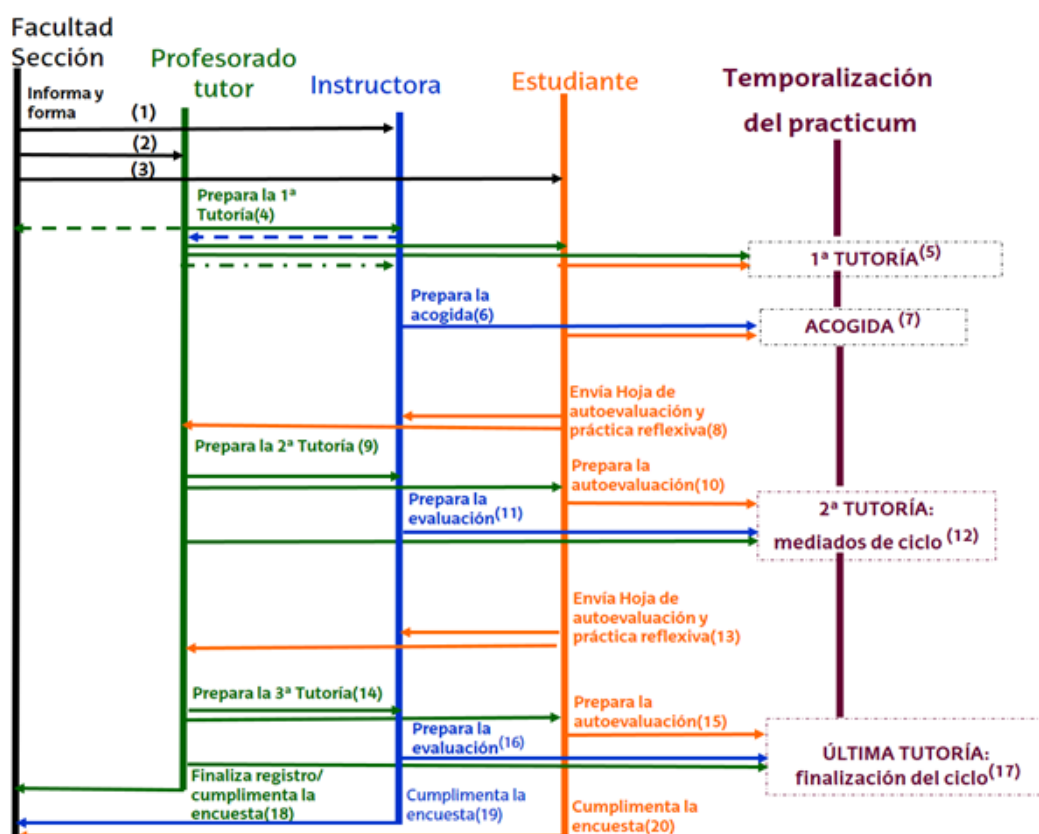 Facultad
Sección
Profesorado
tutor
Instructora
Estudiante
Temporalización
del practicum
Informa y
forma
(1)
(2)
(3)
Prepara la 1ª
Tutoría(4)
1ª TUTORÍA(5)
Prepara la
acogida(6)
ACOGIDA (7)
Envía Hoja de
autoevaluación y
práctica reflexiva(8)
Prepara la 2ª Tutoría (9)
Prepara la
autoevaluación(10)
Prepara la
evaluación(11)
2ª TUTORÍA:
mediados de ciclo (12)
Envía Hoja de
autoevaluación y
práctica reflexiva(13)
Prepara la 3ª Tutoría(14)
Prepara la
autoevaluación(15)
Prepara la
evaluación(16)
ÚLTIMA TUTORÍA:
finalización del ciclo(17)
Finaliza registro/
cumplimenta la
encuesta(18)
Cumplimenta la
encuesta(19)
Cumplimenta la
encuesta(20)